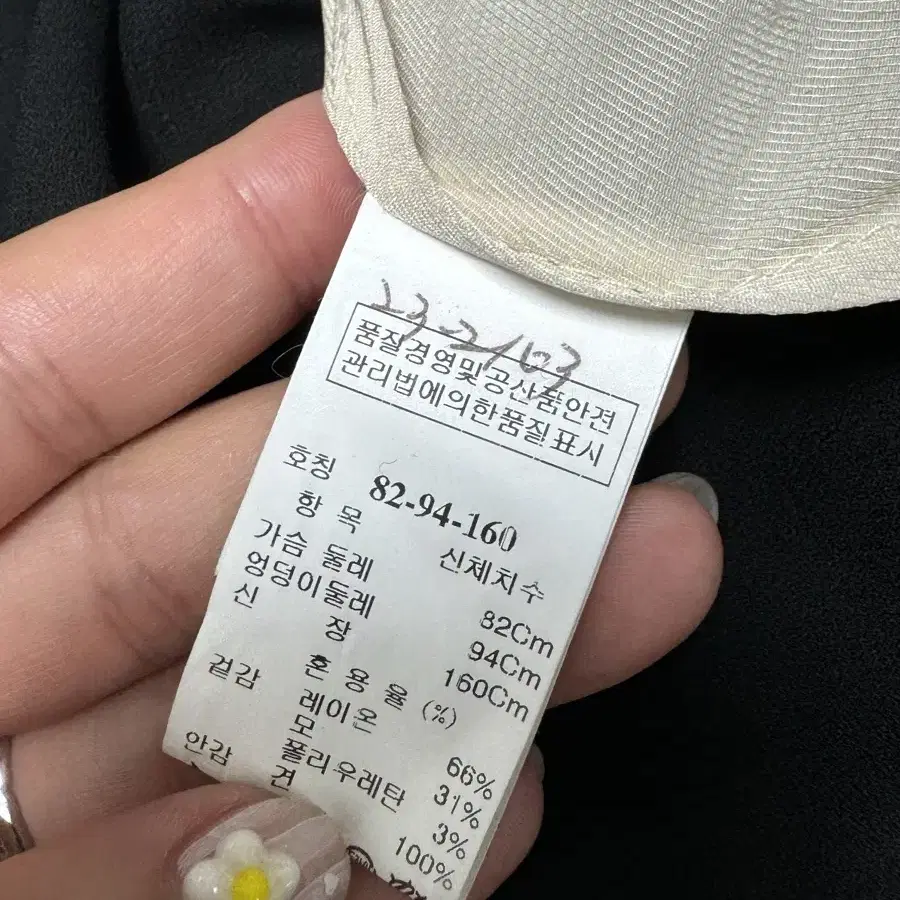 23-2/03
품질경영및공산품안전
관리법에의한품질표시
호칭 82-94-160
항 목 신체치수
가슴 둘레 82Cm
엉덩이둘레 94Cm
신 장 160Cm
혼 용 율 (%)
겉감 레이온 66%
모 31%
폴리우레탄 3%
안감 견 100%